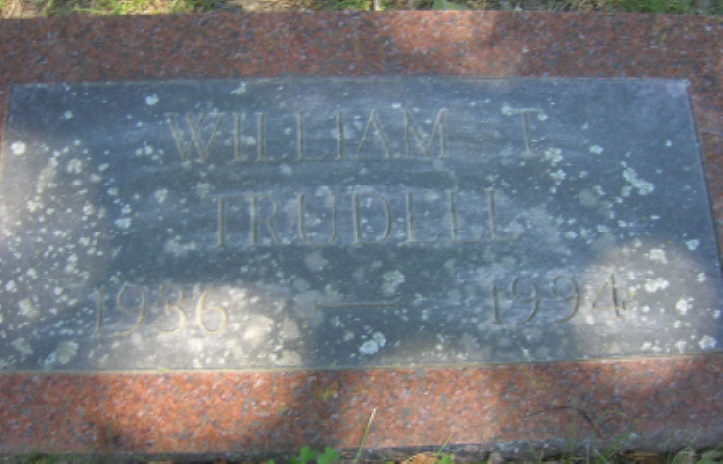 WILLIAM T.
TRUDELL
1936 — 1994